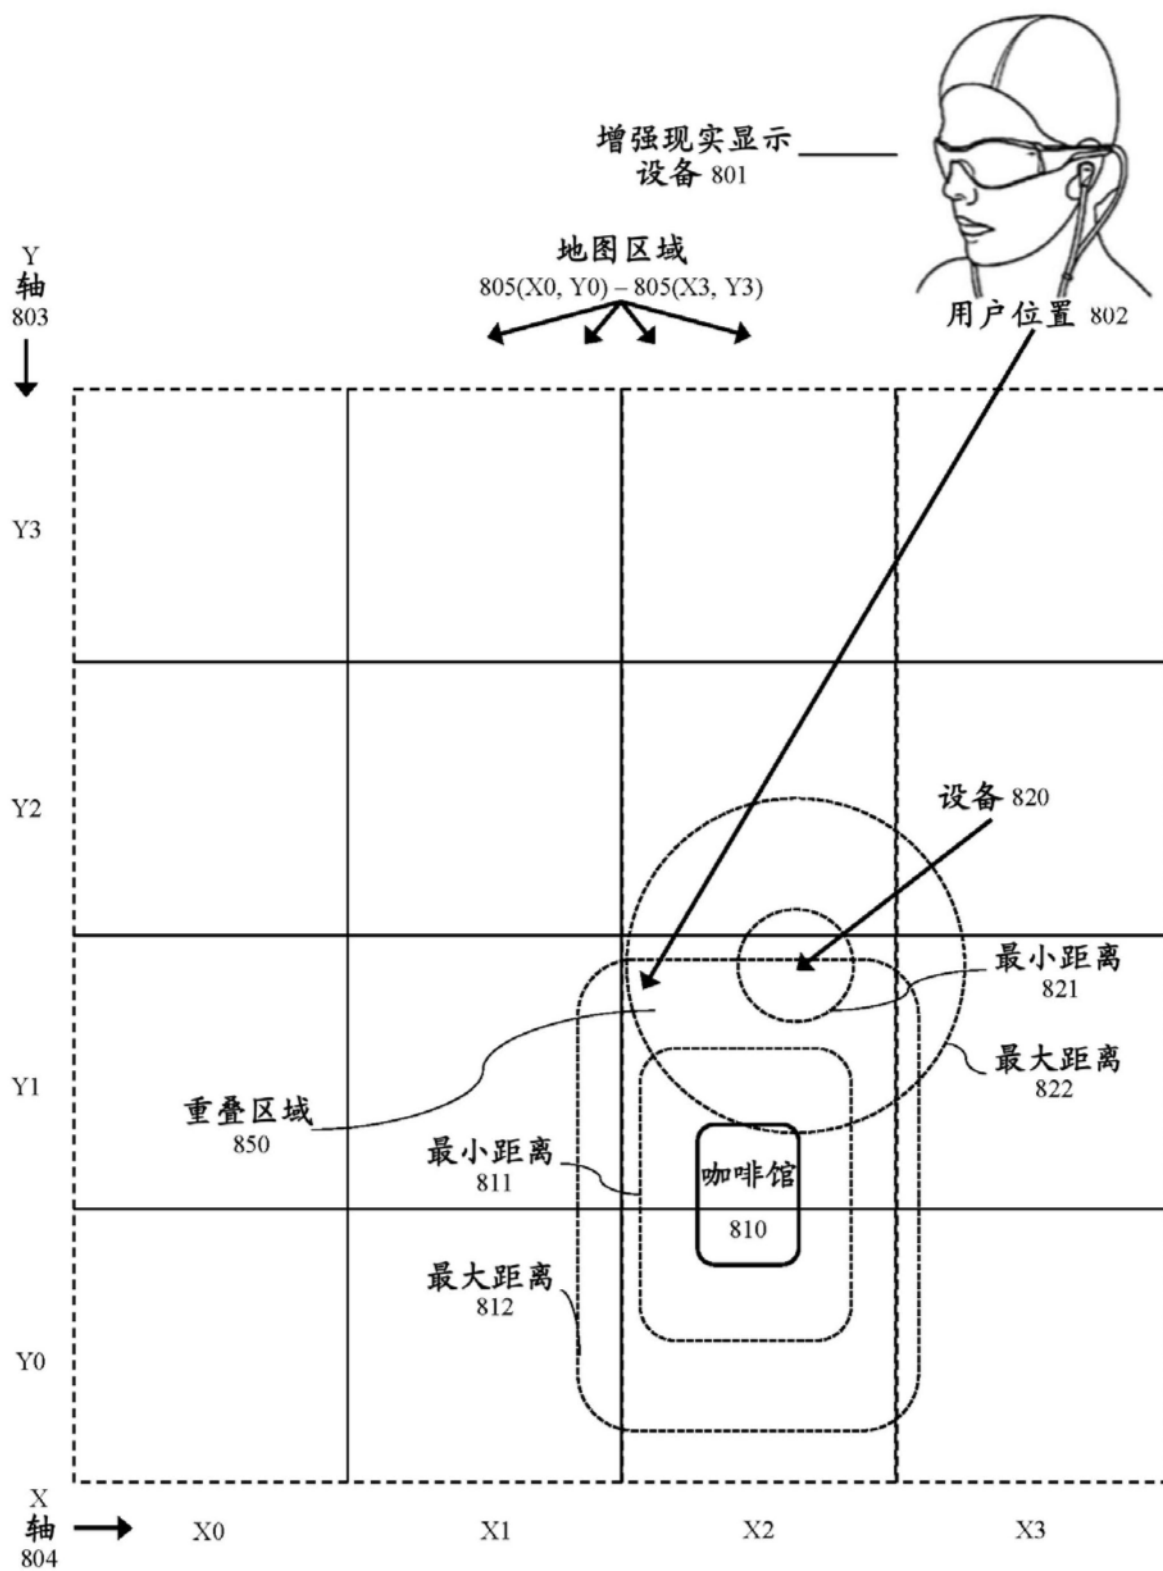 增强现实显示
设备 801
地图区域
805(X0, Y0) – 805(X3, Y3)
Y
轴
803
用户位置 802
Y3
Y2
设备 820
最小距离
821
最大距离
822
Y1
重叠区域
850
最小距离
811
咖啡馆
810
最大距离
812
Y0
X
轴
804
X0
X1
X2
X3